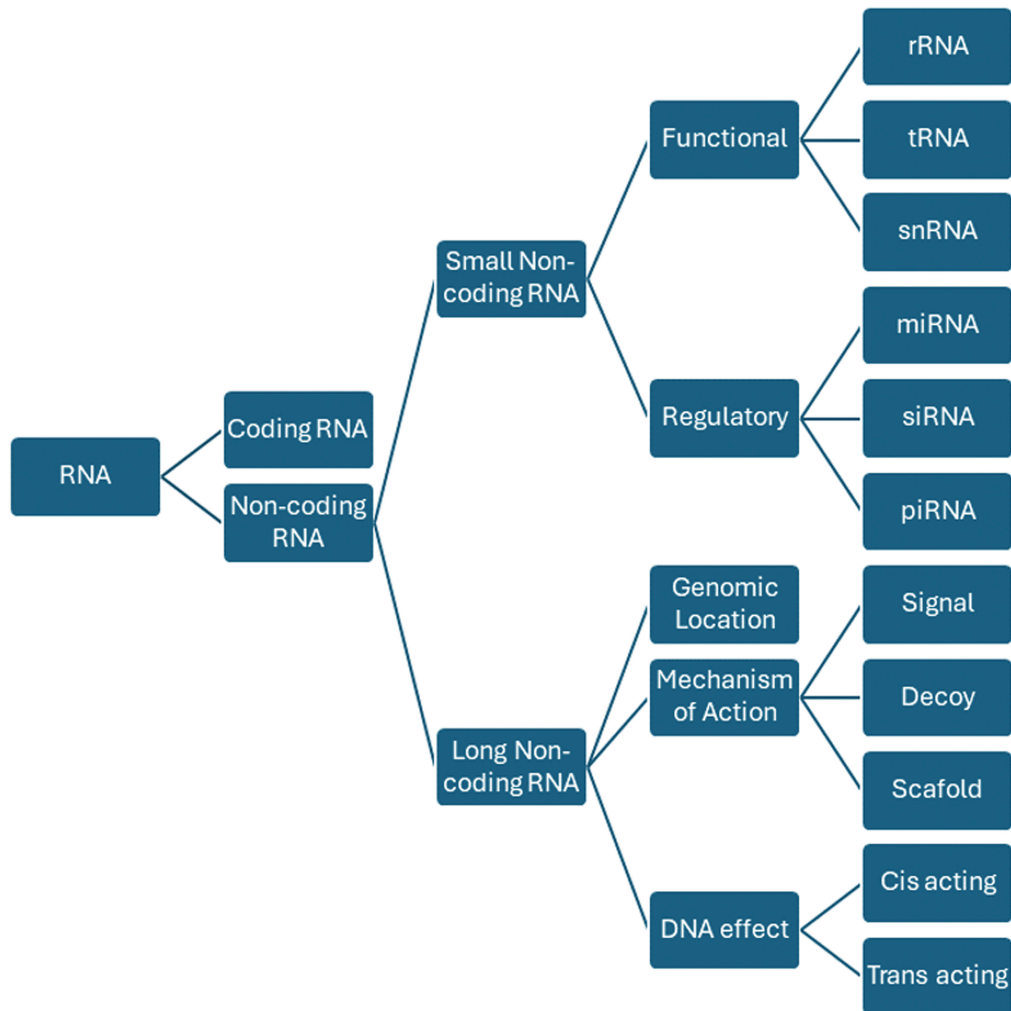 rRNA
Functional
tRNA
snRNA
Small Non-
coding RNA
miRNA
Regulatory
siRNA
piRNA
RNA
Coding RNA
Non-coding
RNA
Genomic
Location
Signal
Mechanism
of Action
Decoy
Scafold
Long Non-
coding RNA
Cis acting
DNA effect
Trans acting